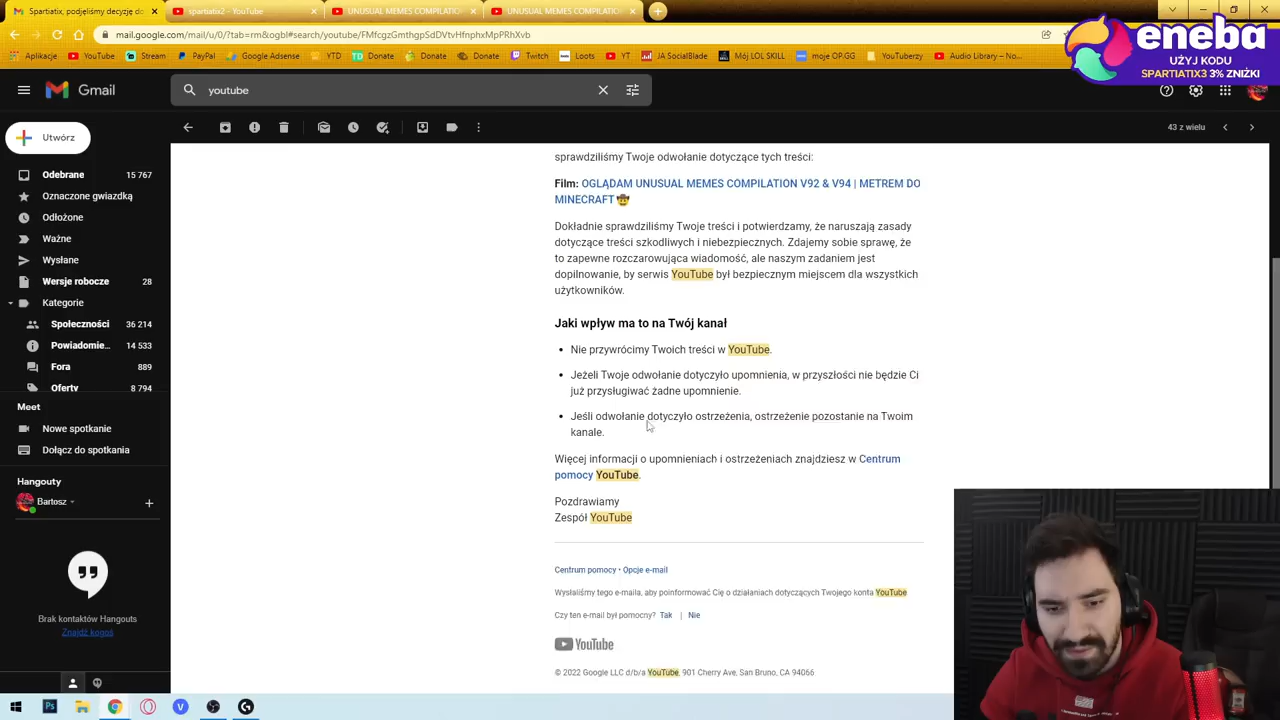 Spartiatix, podjęliśmy decyzję do
spartiatix2 - YouTube
UNUSUAL MEMES COMPILATION
UNUSUAL MEMES COMPILATION
mail.google.com/mail/u/0/?tab=rm&ogbl#search/youtube/FMfcgzGmthgpSdDVtvHfnphxMpPRhXvb
Aplikacje
YouTube
Stream
PayPal
Google Adsense
YTD
Donate
Donate
Donate
Twitch
Loots
YT
JA SocialBlade
Mój LOL SKILL
moje OP.GG
YouTuberzy
Audio Library – No...
eneba
UŻYJ KODU
SPARTIATIX3 3% ZNIŻKI
Gmail
youtube
Utwórz
43 z wielu
Odebrane 15 767
Oznaczone gwiazdką
Odłożone
Ważne
Wysłane
Wersje robocze 28
Kategorie
Społeczności 36 214
Powiadomie... 14 533
Fora 889
Oferty 8 794
Meet
Nowe spotkanie
Dołącz do spotkania
Hangouty
Bartosz
Brak kontaktów Hangouts
Znajdź kogoś
sprawdziliśmy Twoje odwołanie dotyczące tych treści:
Film: OGLĄDAM UNUSUAL MEMES COMPILATION V92 & V94 | METREM DO
MINECRAFT🤠
Dokładnie sprawdziliśmy Twoje treści i potwierdzamy, że naruszają zasady
dotyczące treści szkodliwych i niebezpiecznych. Zdajemy sobie sprawę, że
to zapewne rozczarowująca wiadomość, ale naszym zadaniem jest
dopilnowanie, by serwis YouTube był bezpiecznym miejscem dla wszystkich
użytkowników.
Jaki wpływ ma to na Twój kanał
• Nie przywrócimy Twoich treści w YouTube.
• Jeżeli Twoje odwołanie dotyczyło upomnienia, w przyszłości nie będzie Ci
już przysługiwać żadne upomnienie.
• Jeśli odwołanie dotyczyło ostrzeżenia, ostrzeżenie pozostanie na Twoim
kanale.
Więcej informacji o upomnieniach i ostrzeżeniach znajdziesz w Centrum
pomocy YouTube.
Pozdrawiamy
Zespół YouTube
Centrum pomocy • Opcje e-mail
Wysłaliśmy tego e-maila, aby poinformować Cię o działaniach dotyczących Twojego konta YouTube
Czy ten e-mail był pomocny? Tak | Nie
YouTube
© 2022 Google LLC d/b/a YouTube, 901 Cherry Ave, San Bruno, CA 94066